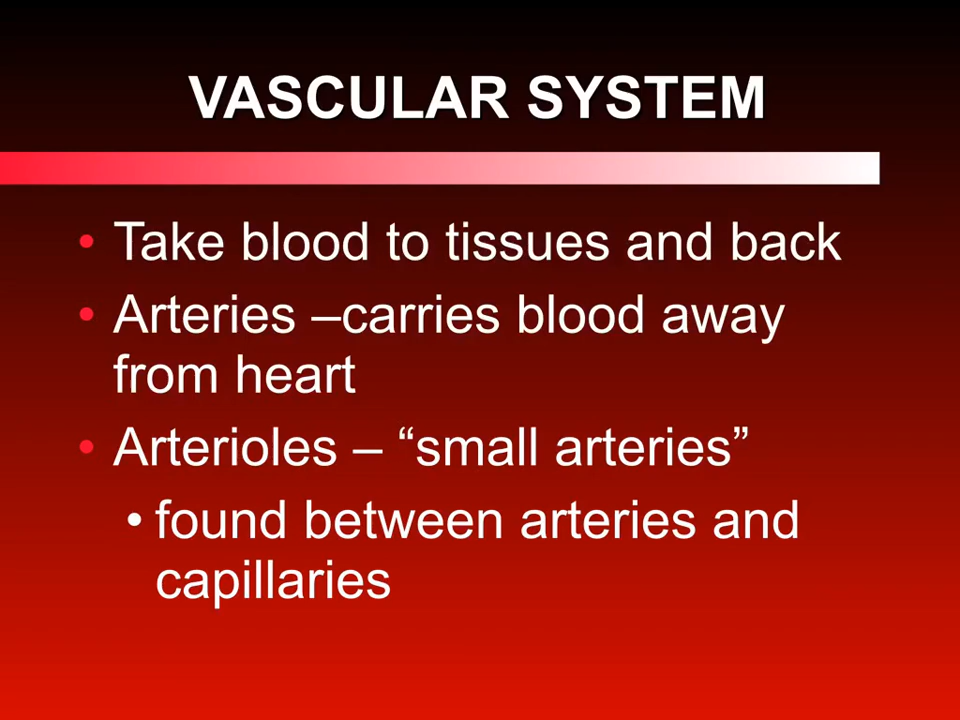 VASCULAR SYSTEM
• Take blood to tissues and back
• Arteries –carries blood away
from heart
• Arterioles – “small arteries”
• found between arteries and
capillaries